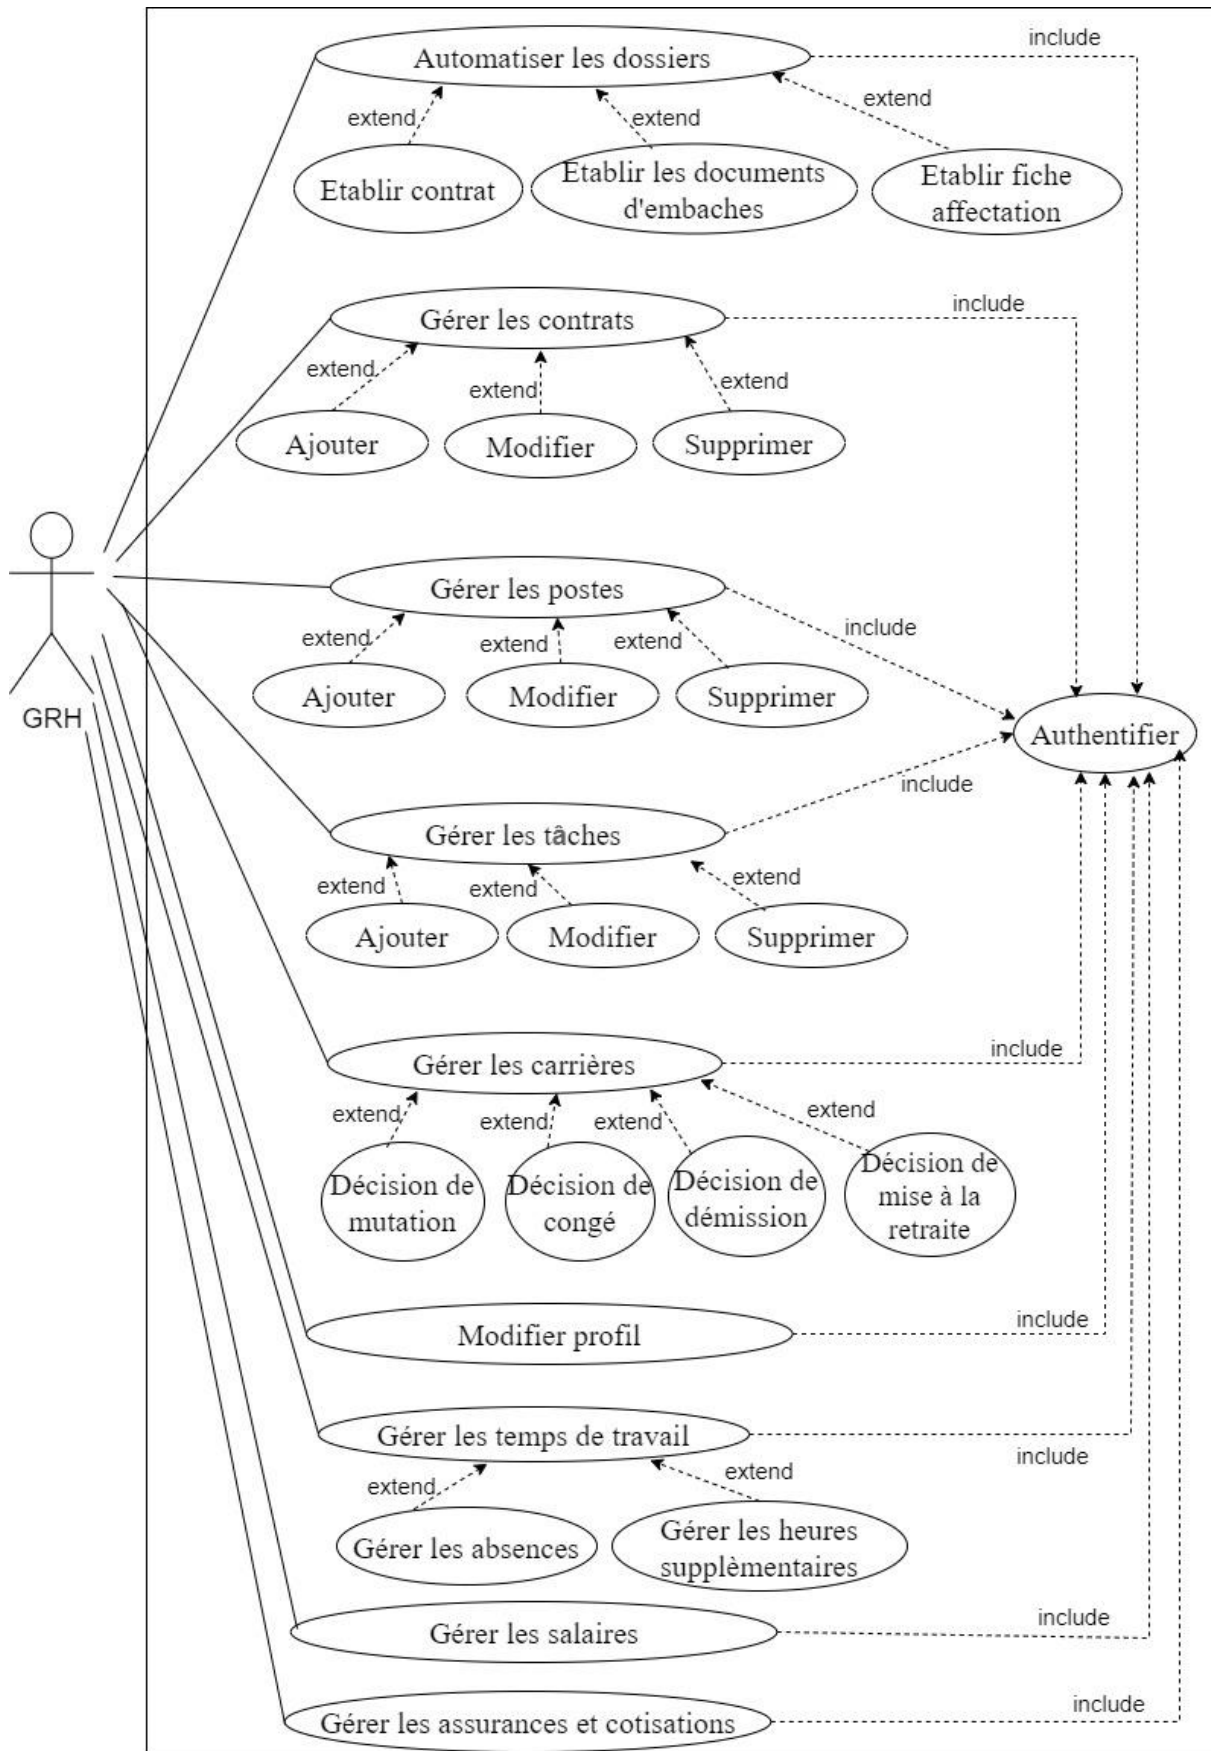 include
Automatiser les dossiers
extend
extend
extend
Etablir contrat
Etablir les documents
d'embaches
Etablir fiche
affectation
include
Gérer les contrats
extend
extend
extend
Ajouter
Modifier
Supprimer
Gérer les postes
include
extend
extend
extend
Ajouter
Modifier
Supprimer
GRH
Authentifier
include
Gérer les tâches
extend
extend
extend
Ajouter
Modifier
Supprimer
include
Gérer les carrières
extend
extend
extend
extend
Décision de
mutation
Décision de
congé
Décision de
démission
Décision de
mise à la
retraite
Modifier profil
include
Gérer les temps de travail
include
extend
extend
Gérer les absences
Gérer les heures
supplèmentaires
include
Gérer les salaires
include
Gérer les assurances et cotisations